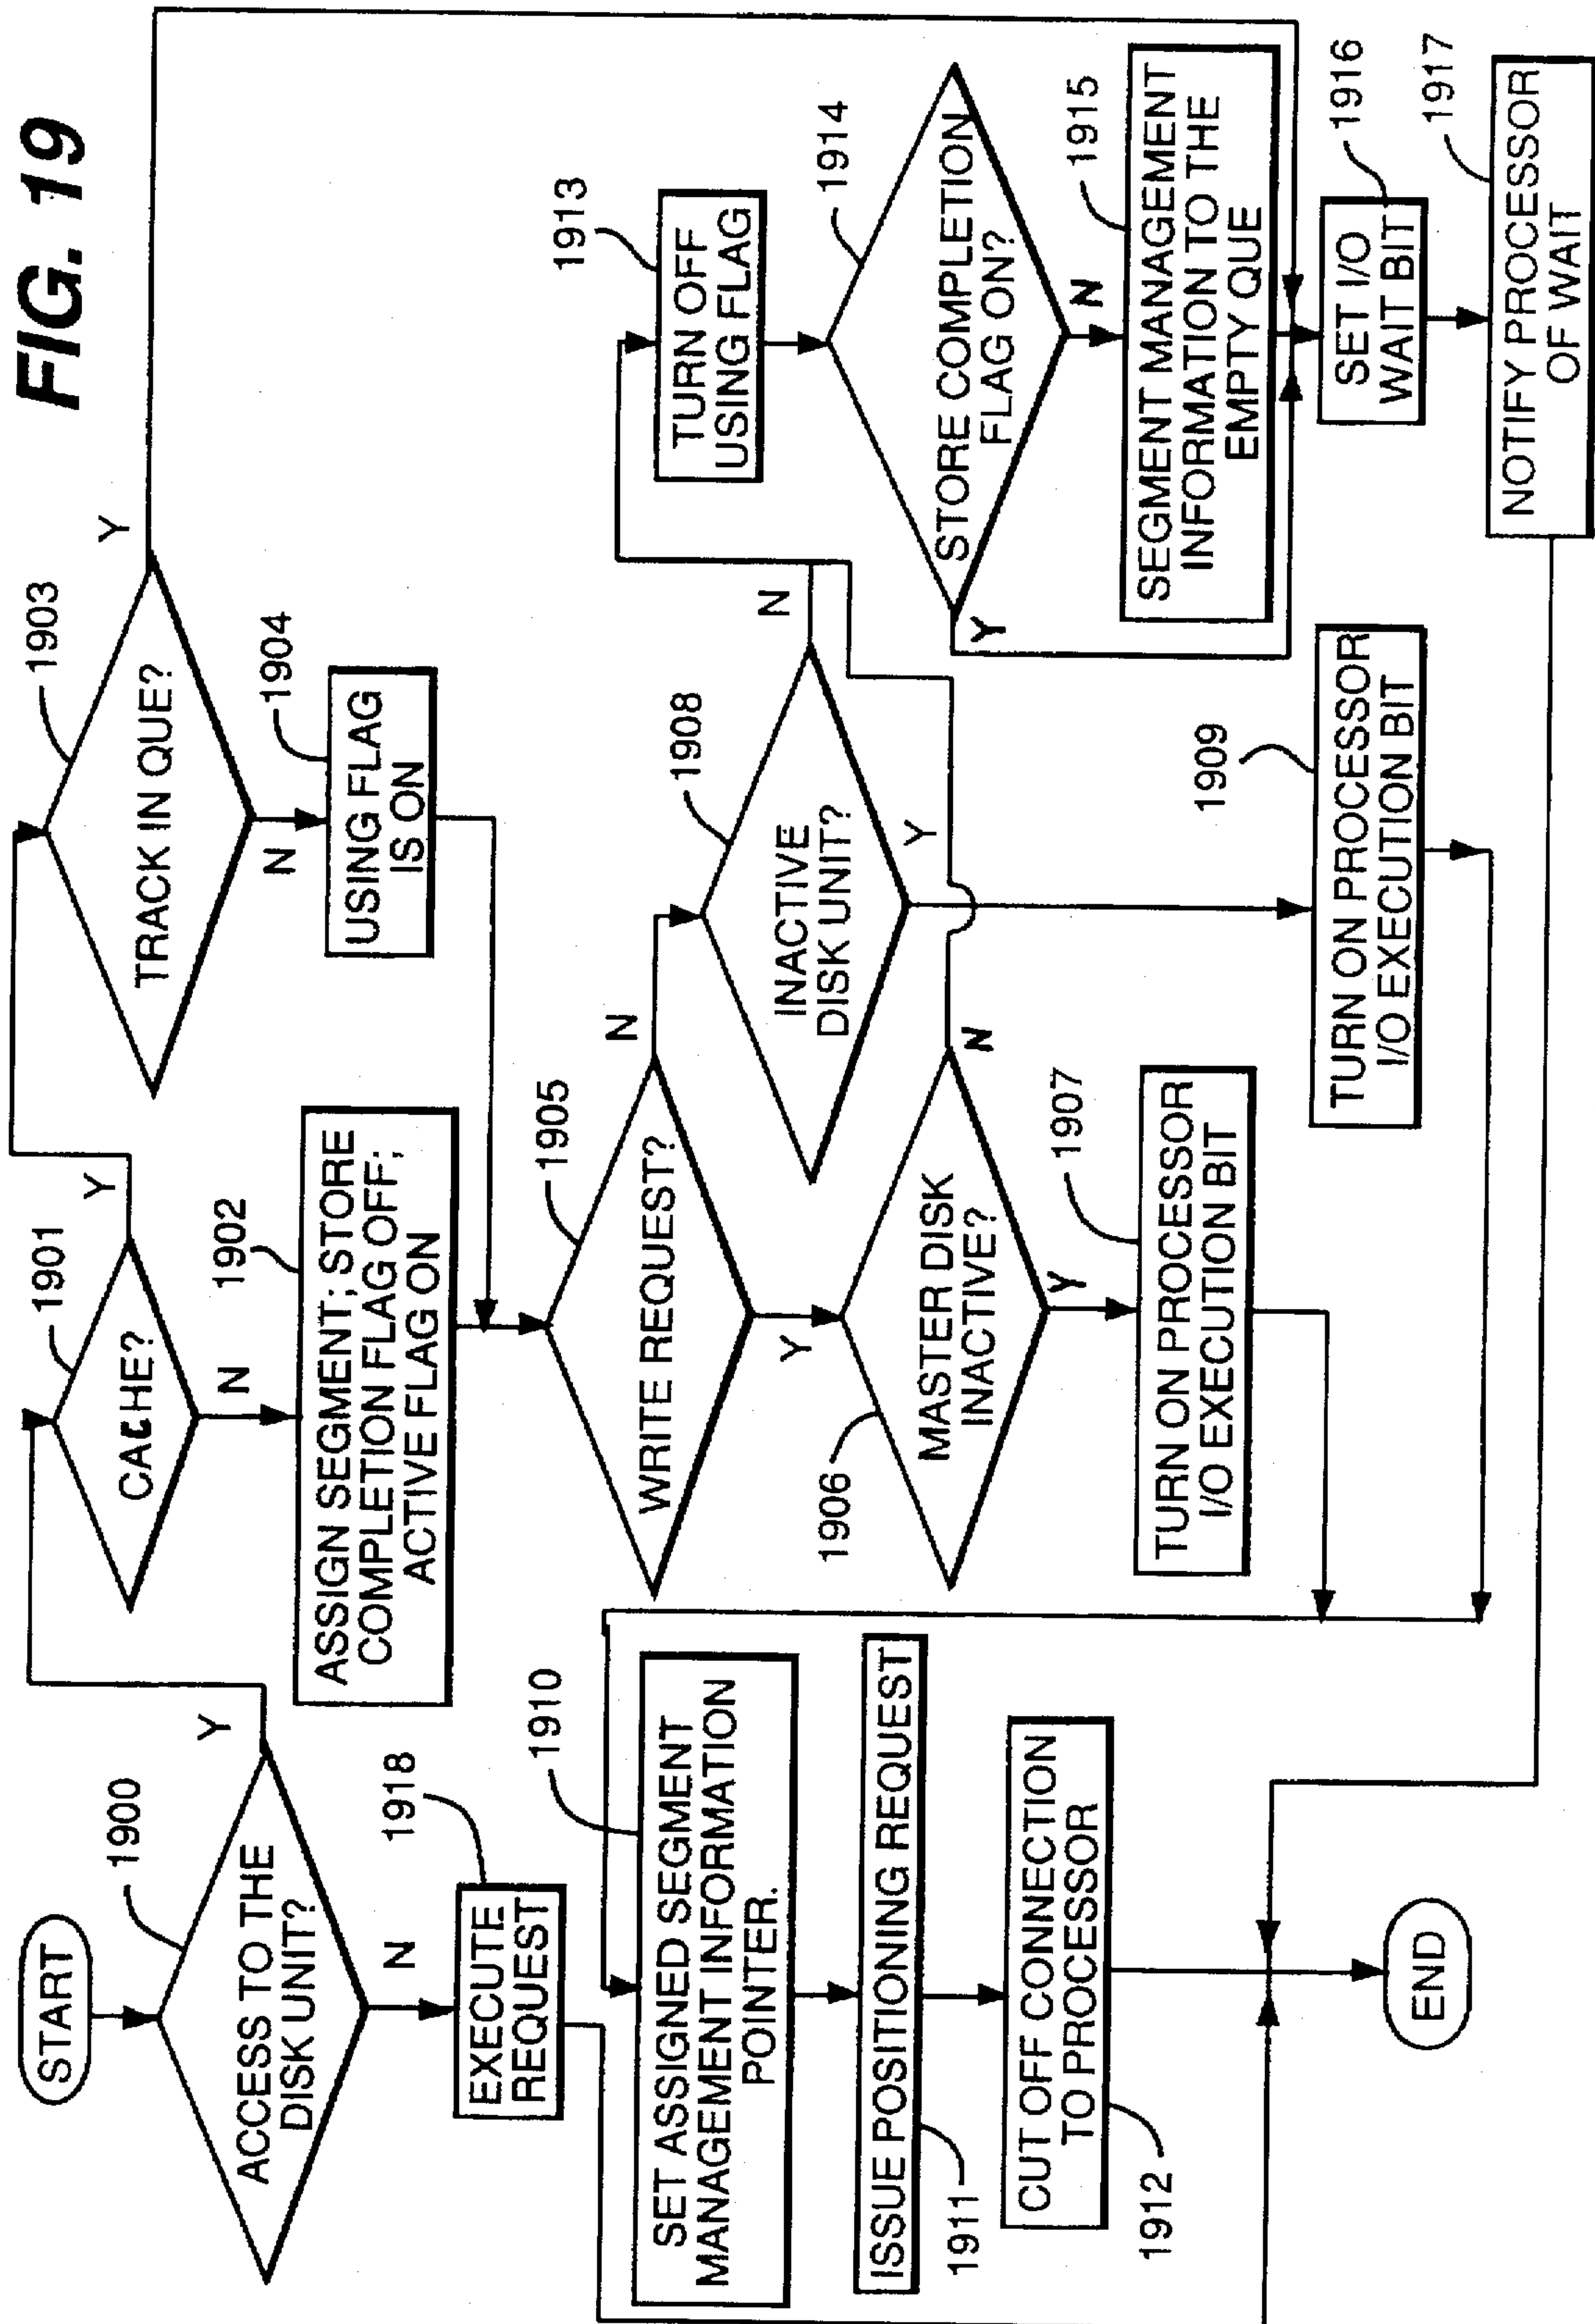 FIG. 19
START
1900
ACCESS TO THE
DISK UNIT?
Y
N
1918
EXECUTE
REQUEST
1910
SET ASSIGNED SEGMENT
MANAGEMENT INFORMATION
POINTER.
ISSUE POSITIONING REQUEST
1911
CUT OFF CONNECTION
TO PROCESSOR
1912
END
1901
CACHE?
Y
N
1902
ASSIGN SEGMENT; STORE
COMPLETION FLAG OFF;
ACTIVE FLAG ON
1905
WRITE REQUEST?
N
Y
1906
MASTER DISK
INACTIVE?
N
Y
1907
TURN ON PROCESSOR
I/O EXECUTION BIT
1903
TRACK IN QUE?
Y
N
1904
USING FLAG
IS ON
1908
INACTIVE
DISK UNIT?
N
Y
1909
TURN ON PROCESSOR
I/O EXECUTION BIT
1913
TURN OFF
USING FLAG
1914
STORE COMPLETION
FLAG ON?
Y
N
1915
SEGMENT MANAGEMENT
INFORMATION TO THE
EMPTY QUE
1916
SET I/O
WAIT BIT
1917
NOTIFY PROCESSOR
OF WAIT